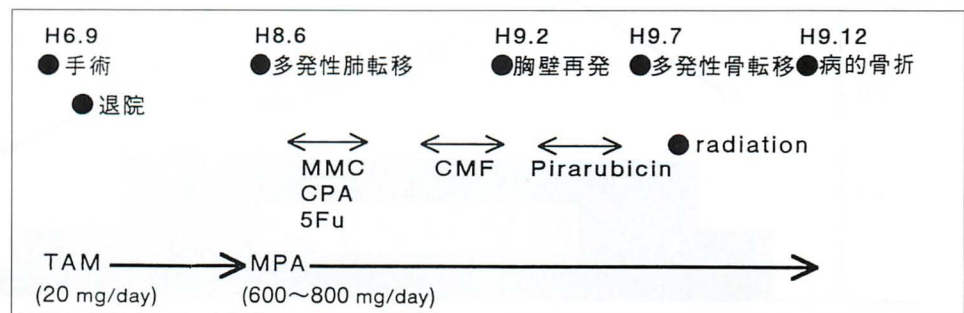 H6.9 H8.6 H9.2 H9.7 H9.12
●手術 ●多発性肺転移 ●胸壁再発 ●多発性骨転移 ●病的骨折
●退院
●radiation
MMC CMF Pirarubicin
CPA
5Fu
TAM MPA
(20 mg/day) (600〜800 mg/day)